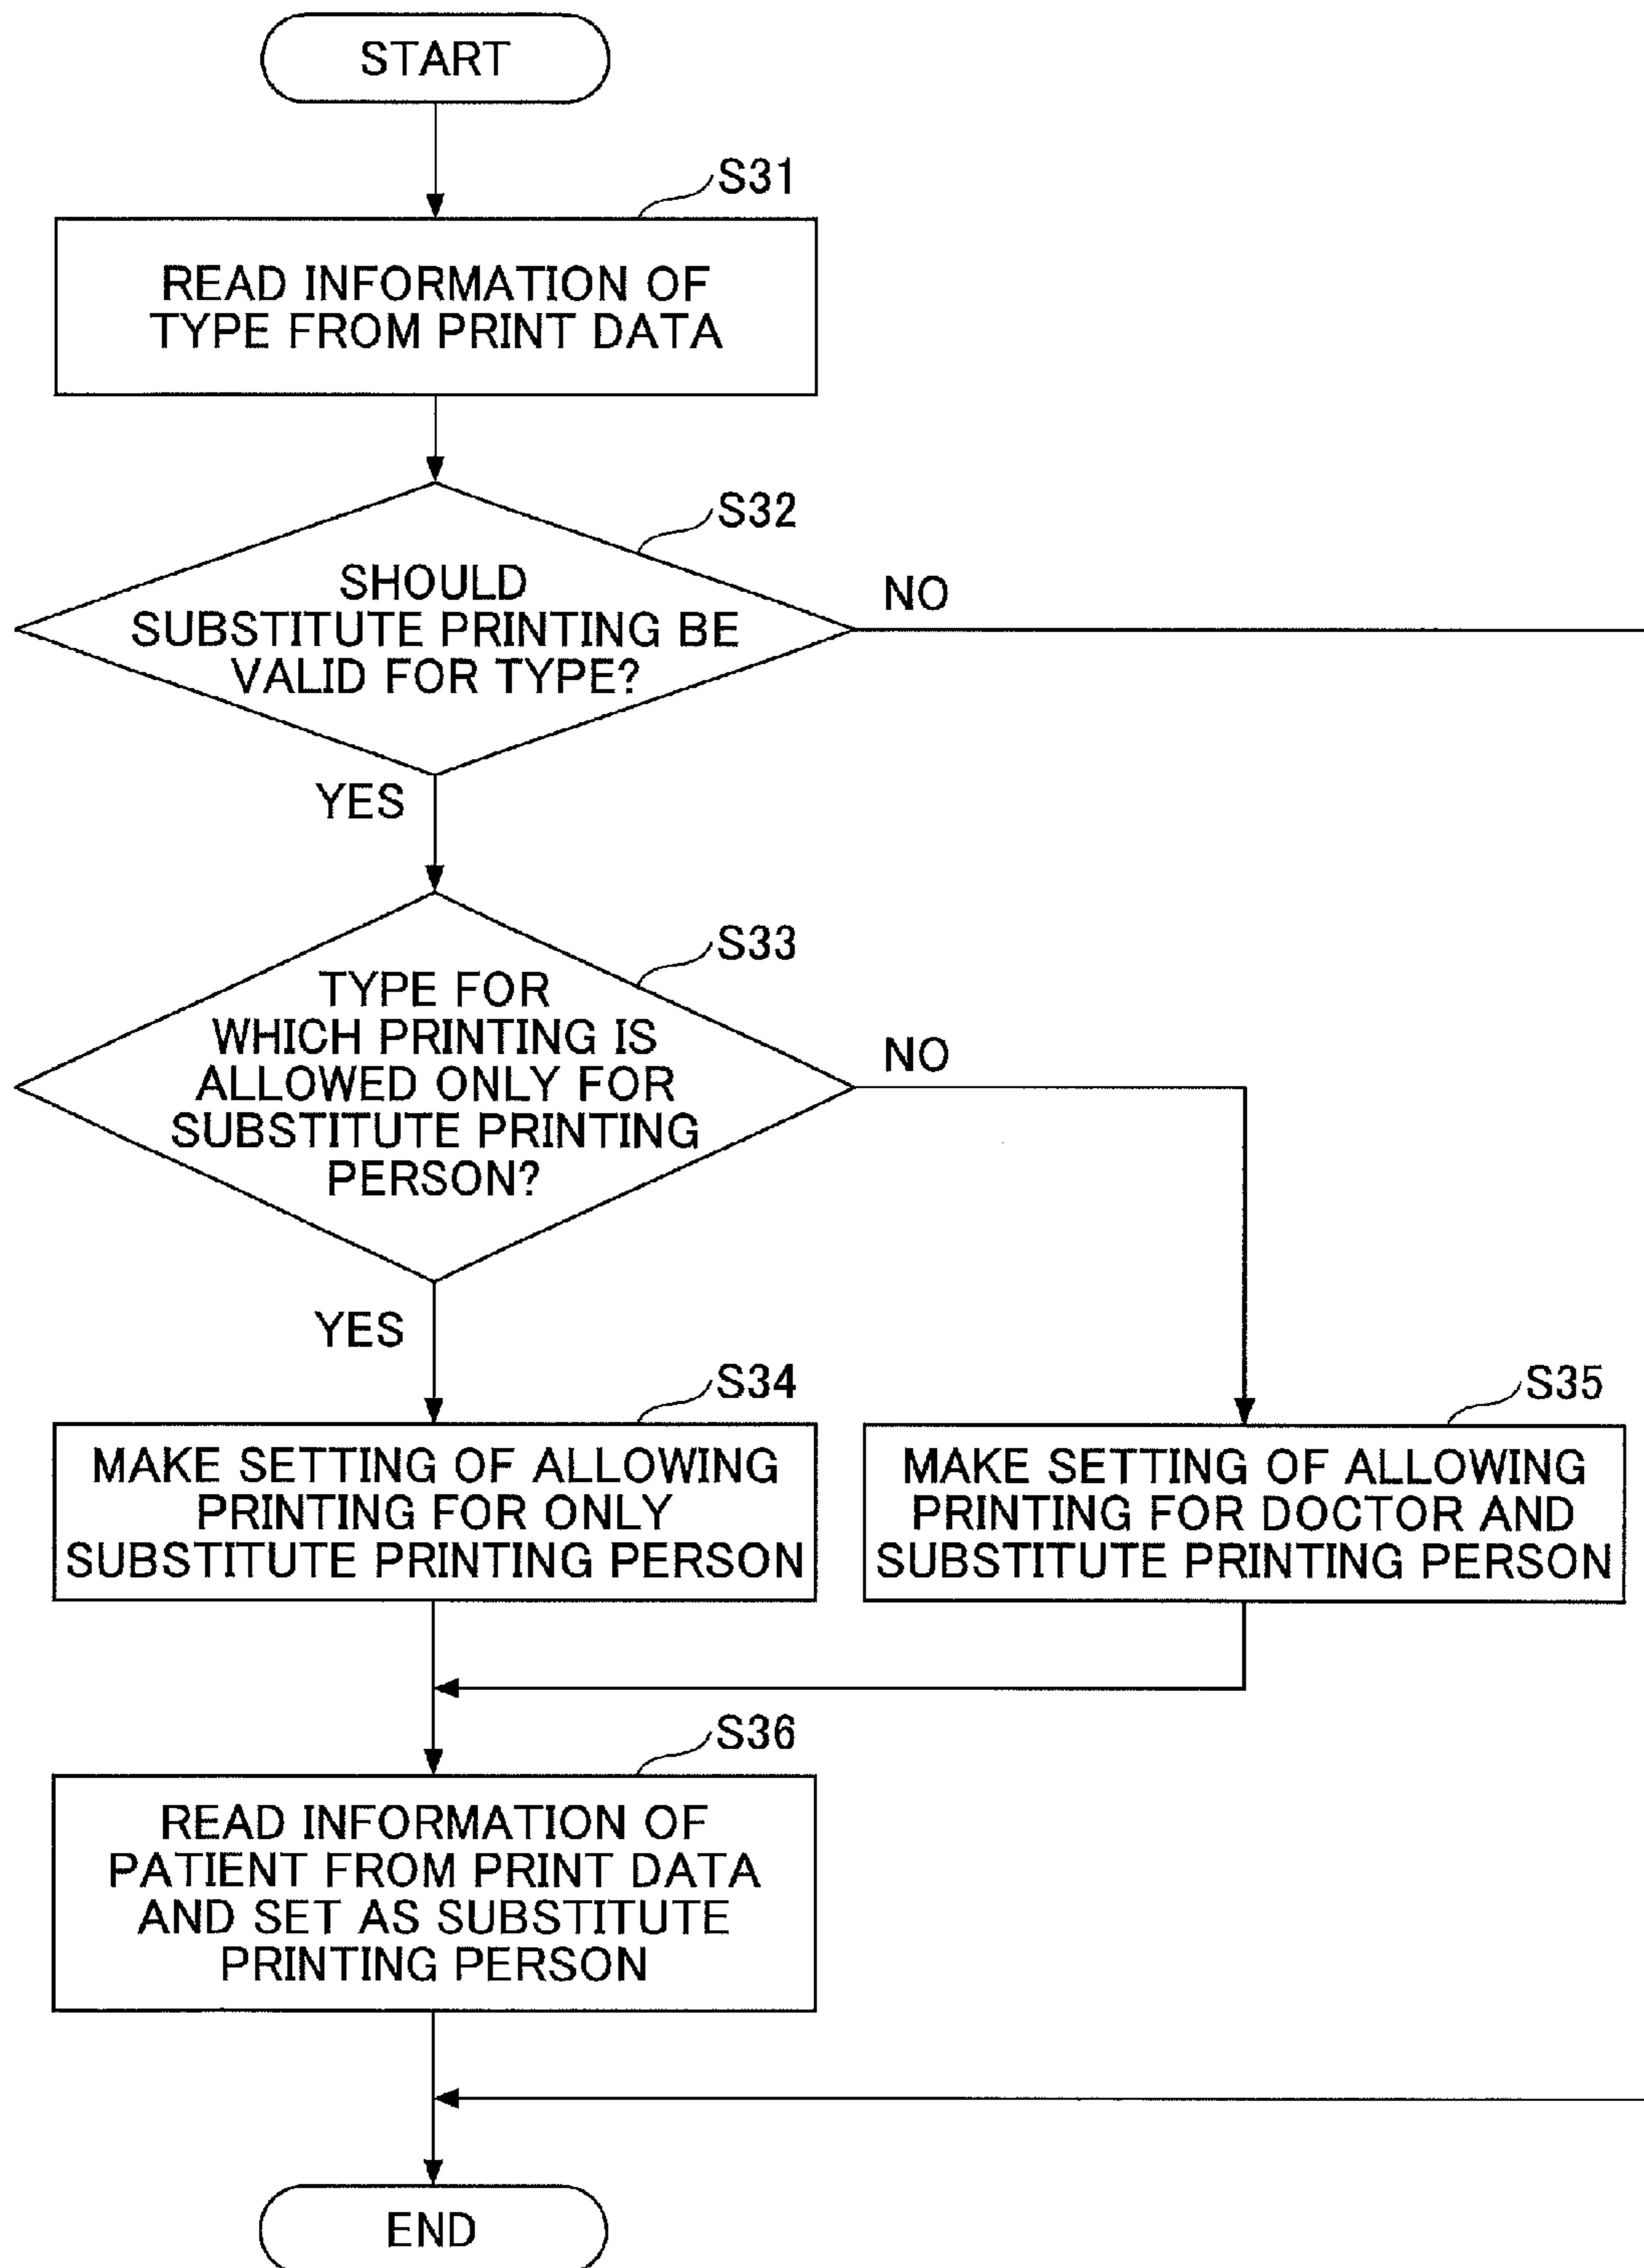 START
S31
READ INFORMATION OF
TYPE FROM PRINT DATA
S32
SHOULD
SUBSTITUTE PRINTING BE
VALID FOR TYPE?
NO
YES
S33
TYPE FOR
WHICH PRINTING IS
ALLOWED ONLY FOR
SUBSTITUTE PRINTING
PERSON?
NO
YES
S34
MAKE SETTING OF ALLOWING
PRINTING FOR ONLY
SUBSTITUTE PRINTING PERSON
S35
MAKE SETTING OF ALLOWING
PRINTING FOR DOCTOR AND
SUBSTITUTE PRINTING PERSON
S36
READ INFORMATION OF
PATIENT FROM PRINT DATA
AND SET AS SUBSTITUTE
PRINTING PERSON
END